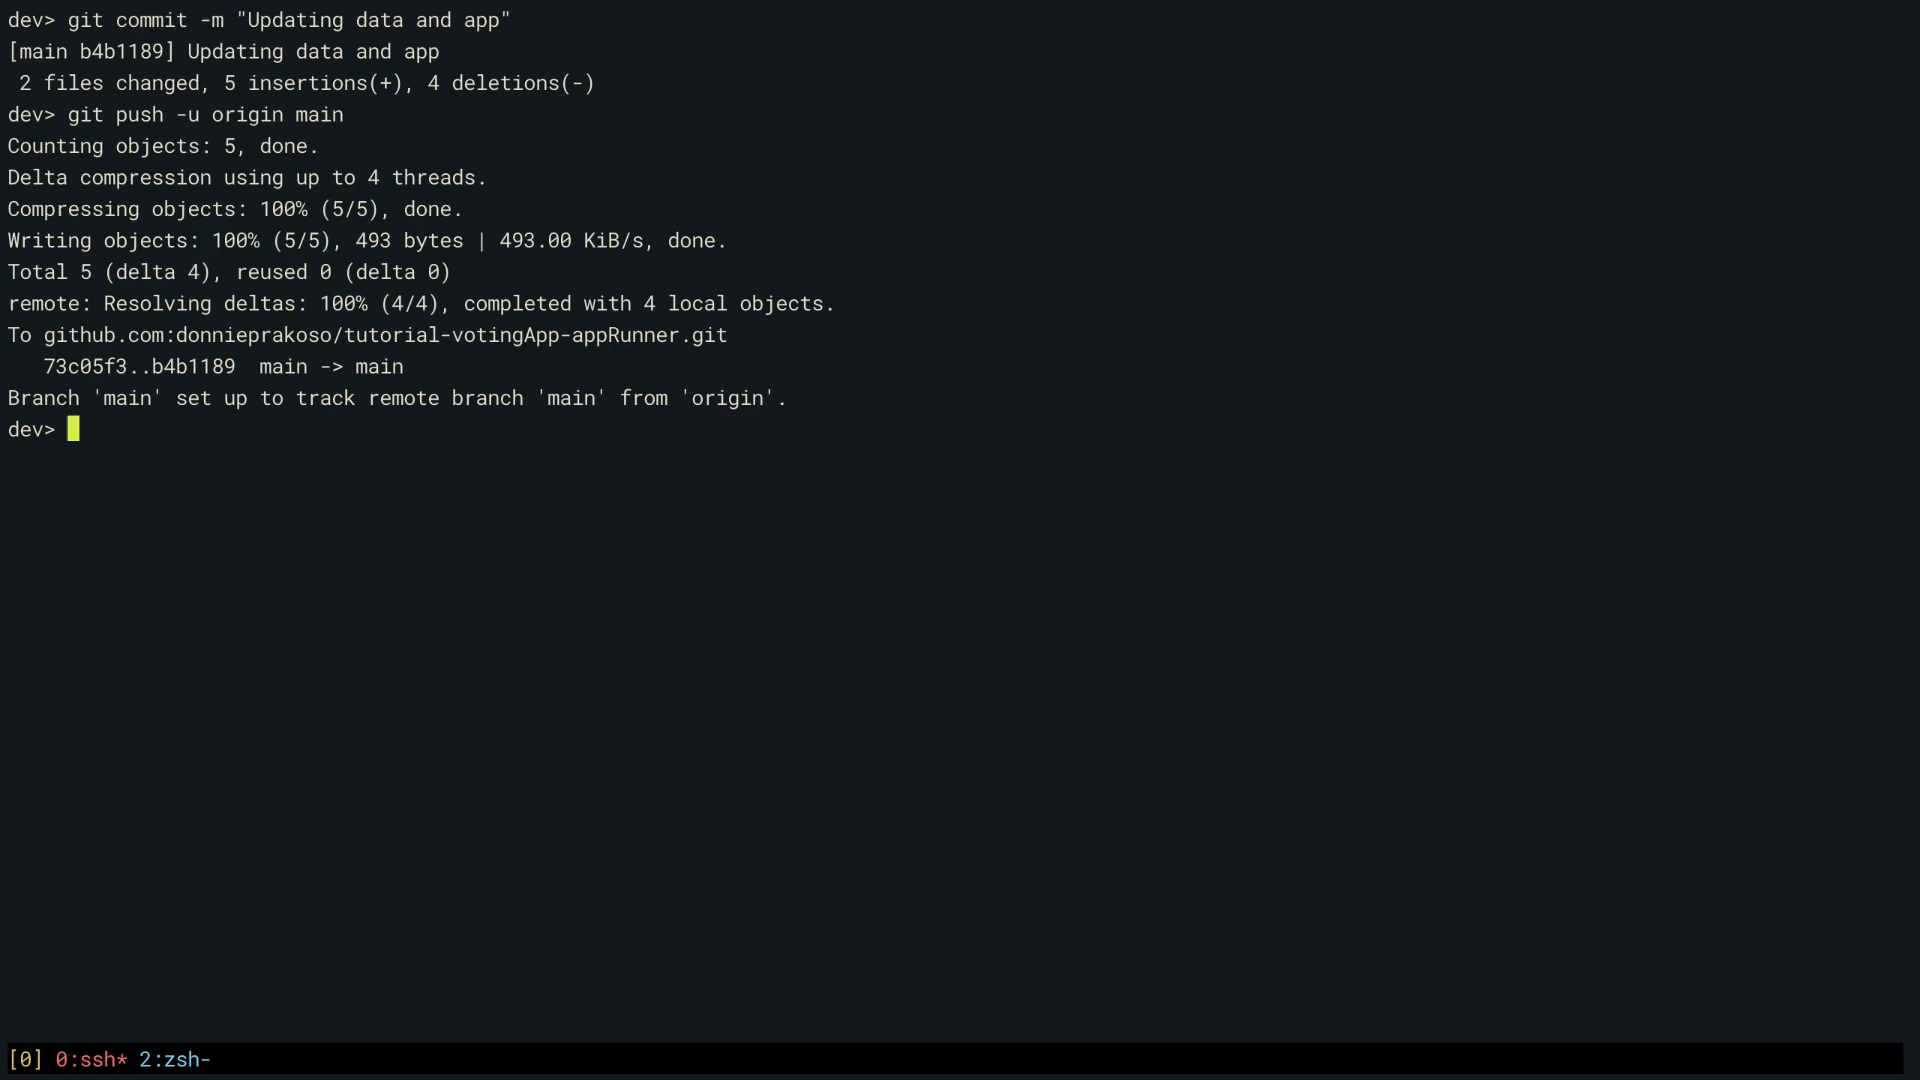 dev> git commit -m "Updating data and app"
[main b4b1189] Updating data and app
 2 files changed, 5 insertions(+), 4 deletions(-)
dev> git push -u origin main
Counting objects: 5, done.
Delta compression using up to 4 threads.
Compressing objects: 100% (5/5), done.
Writing objects: 100% (5/5), 493 bytes | 493.00 KiB/s, done.
Total 5 (delta 4), reused 0 (delta 0)
remote: Resolving deltas: 100% (4/4), completed with 4 local objects.
To github.com:donnieprakoso/tutorial-votingApp-appRunner.git
   73c05f3..b4b1189  main -> main
Branch 'main' set up to track remote branch 'main' from 'origin'.
dev>
[0] 0:ssh* 2:zsh-